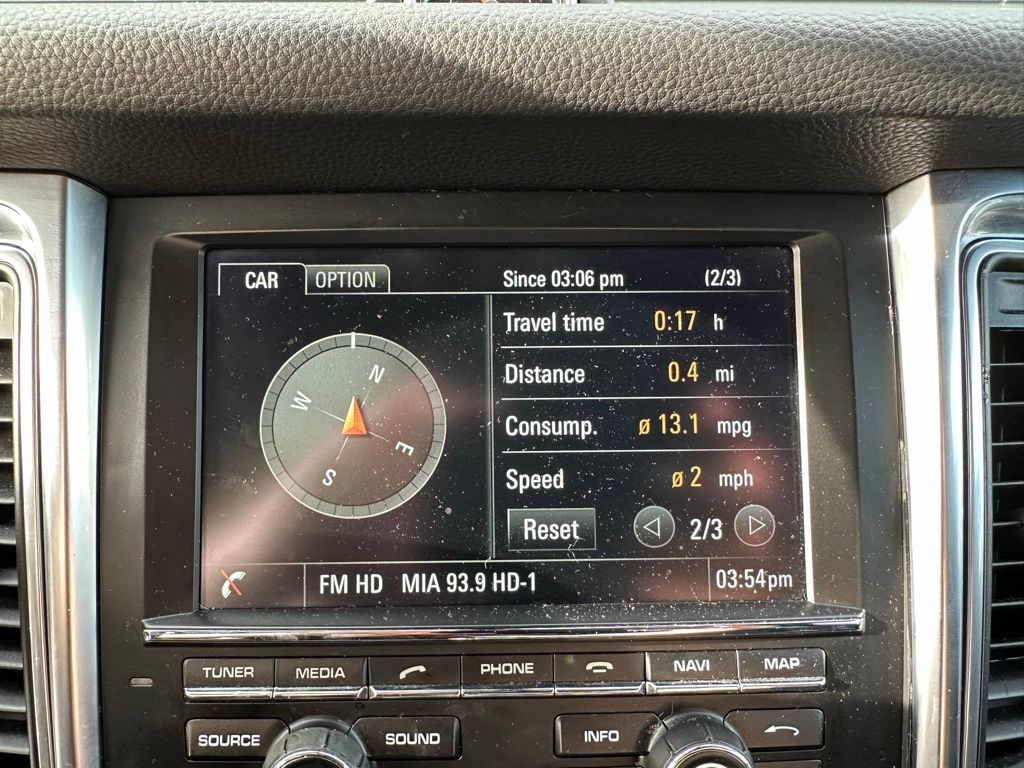 CAR OPTION Since 03:06 pm (2/3)
Travel time 0:17 h
Distance 0.4 mi
Consump. ø 13.1 mpg
Speed ø 2 mph
N
W
E
S
Reset 2/3
FM HD MIA 93.9 HD-1 03:54pm
TUNER MEDIA PHONE NAVI MAP
SOURCE SOUND INFO